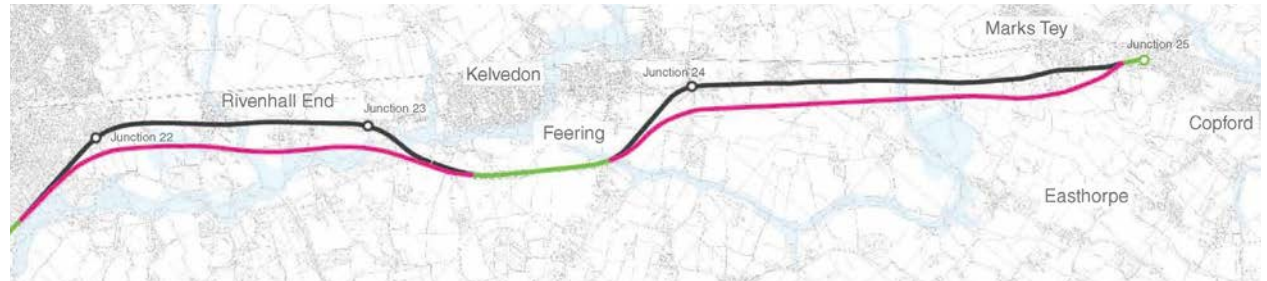 Marks Tey
Junction 25
Junction 24
Kelvedon
Rivenhall End
Junction 23
Copford
Feering
Junction 22
Easthorpe